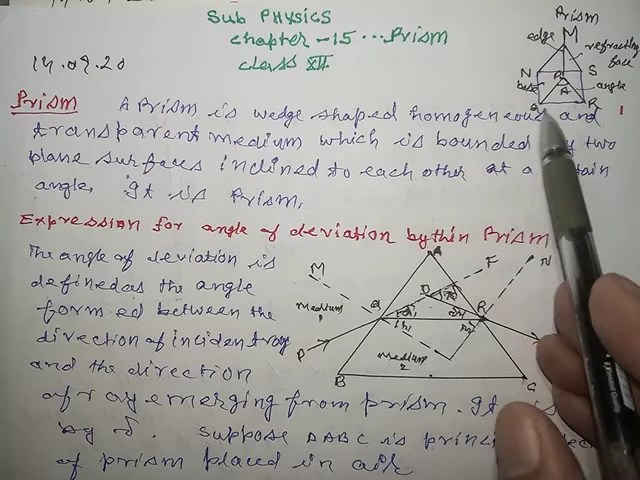 Sub PHYSICS
chapter -15 ... Prism
class XII
14.09.20
Prism
M
edge
refracting
face
N
S
base
angle
A
R
Prism A Prism is wedge shaped homogeneous and
transparent medium which is bounded by two
plane surfaces inclined to each other at a certain
angle. It is Prism.
Expression for angle of deviation by thin Prism
The angle of deviation is
defined as the angle
formed between the
direction of incident ray
and the direction
of ray emerging from prism. It is
by δ. Suppose ΔABC is princi
of prism placed in air
A
M
F
N
medium
1
D
Q
R
P
medium
2
B
C